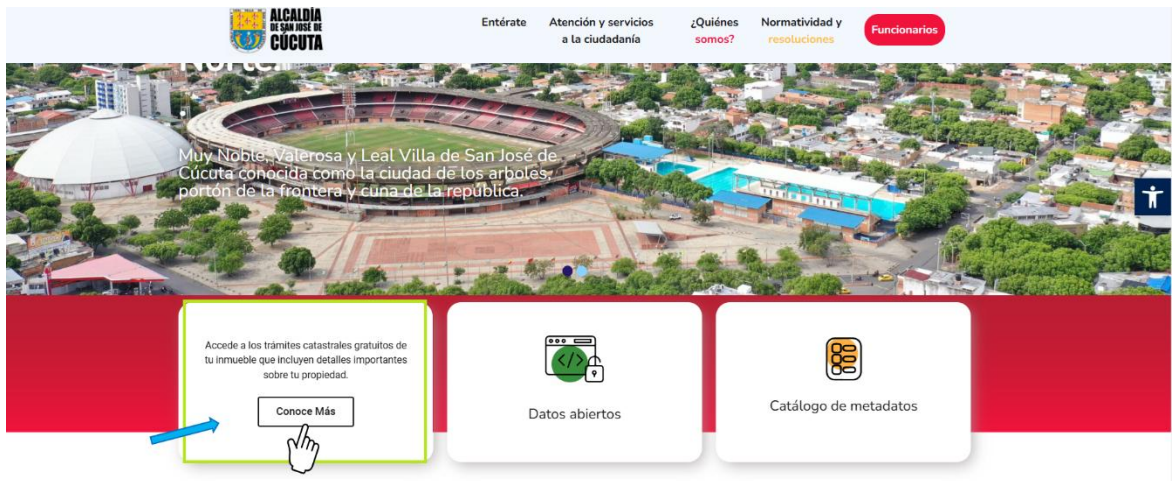 ALCALDÍA
DE SAN JOSÉ DE
CÚCUTA
Entérate
Atención y servicios
a la ciudadanía
¿Quiénes
somos?
Normatividad y
resoluciones
Funcionarios
Norte.
Muy Noble, Valerosa y Leal Villa de San José de
Cúcuta conocida como la ciudad de los arboles,
portón de la frontera y cuna de la república.
Accede a los trámites catastrales gratuitos de
tu inmueble que incluyen detalles importantes
sobre tu propiedad.
Conoce Más
Datos abiertos
Catálogo de metadatos